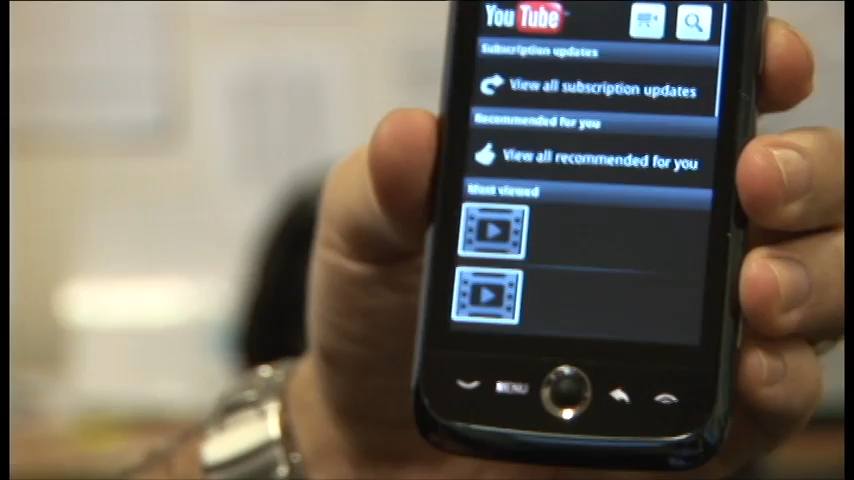 YouTube
Subscription updates
View all subscription updates
Recommended for you
View all recommended for you
Most viewed
MENU